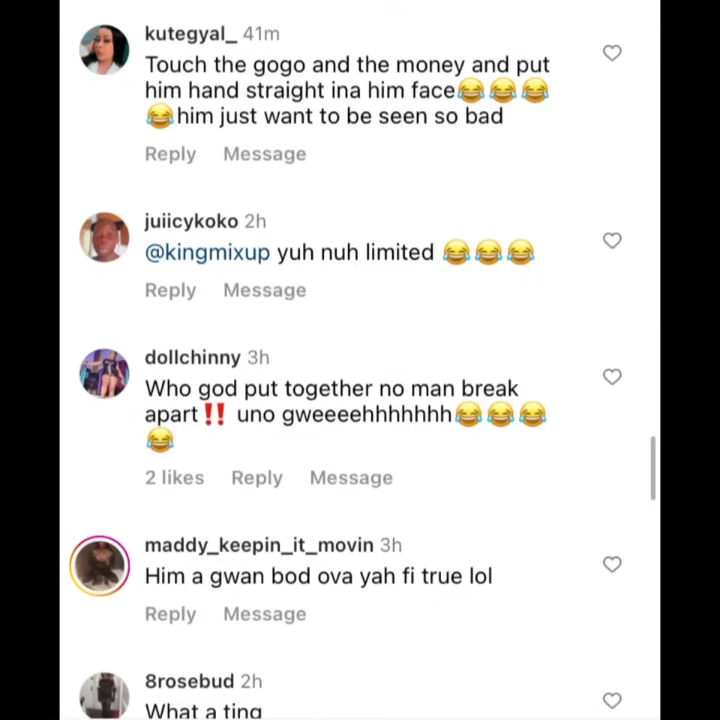 kutegyal_ 41m
Touch the gogo and the money and put
him hand straight ina him face😂😂😂
😂him just want to be seen so bad
Reply Message
juiicykoko 2h
@kingmixup yuh nuh limited 😂😂😂
Reply Message
dollchinny 3h
Who god put together no man break
apart‼️ uno gweeeehhhhhhh😂😂😂
😂
2 likes Reply Message
maddy_keepin_it_movin 3h
Him a gwan bod ova yah fi true lol
Reply Message
8rosebud 2h
What a ting